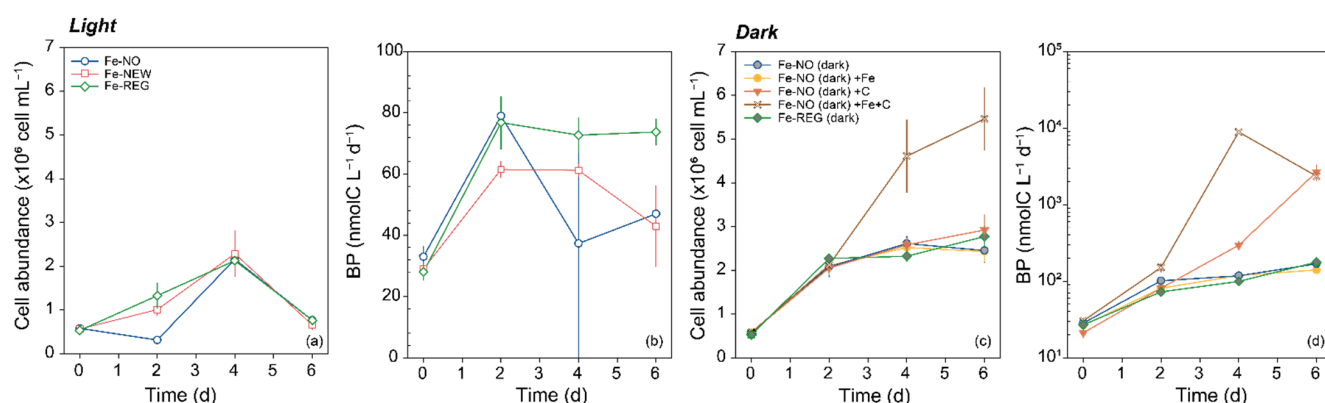 Light
Cell abundance (x10⁶ cell mL⁻¹)
7
6
5
4
3
2
1
0
Fe-NO
Fe-NEW
Fe-REG
(a)
0 1 2 3 4 5 6
Time (d)
BP (nmolC L⁻¹ d⁻¹)
100
80
60
40
20
0
(b)
0 1 2 3 4 5 6
Time (d)
Dark
Cell abundance (x10⁶ cell mL⁻¹)
7
6
5
4
3
2
1
0
Fe-NO (dark)
Fe-NO (dark) +Fe
Fe-NO (dark) +C
Fe-NO (dark) +Fe+C
Fe-REG (dark)
(c)
0 1 2 3 4 5 6
Time (d)
BP (nmolC L⁻¹ d⁻¹)
10⁵
10⁴
10³
10²
10¹
(d)
0 1 2 3 4 5 6
Time (d)